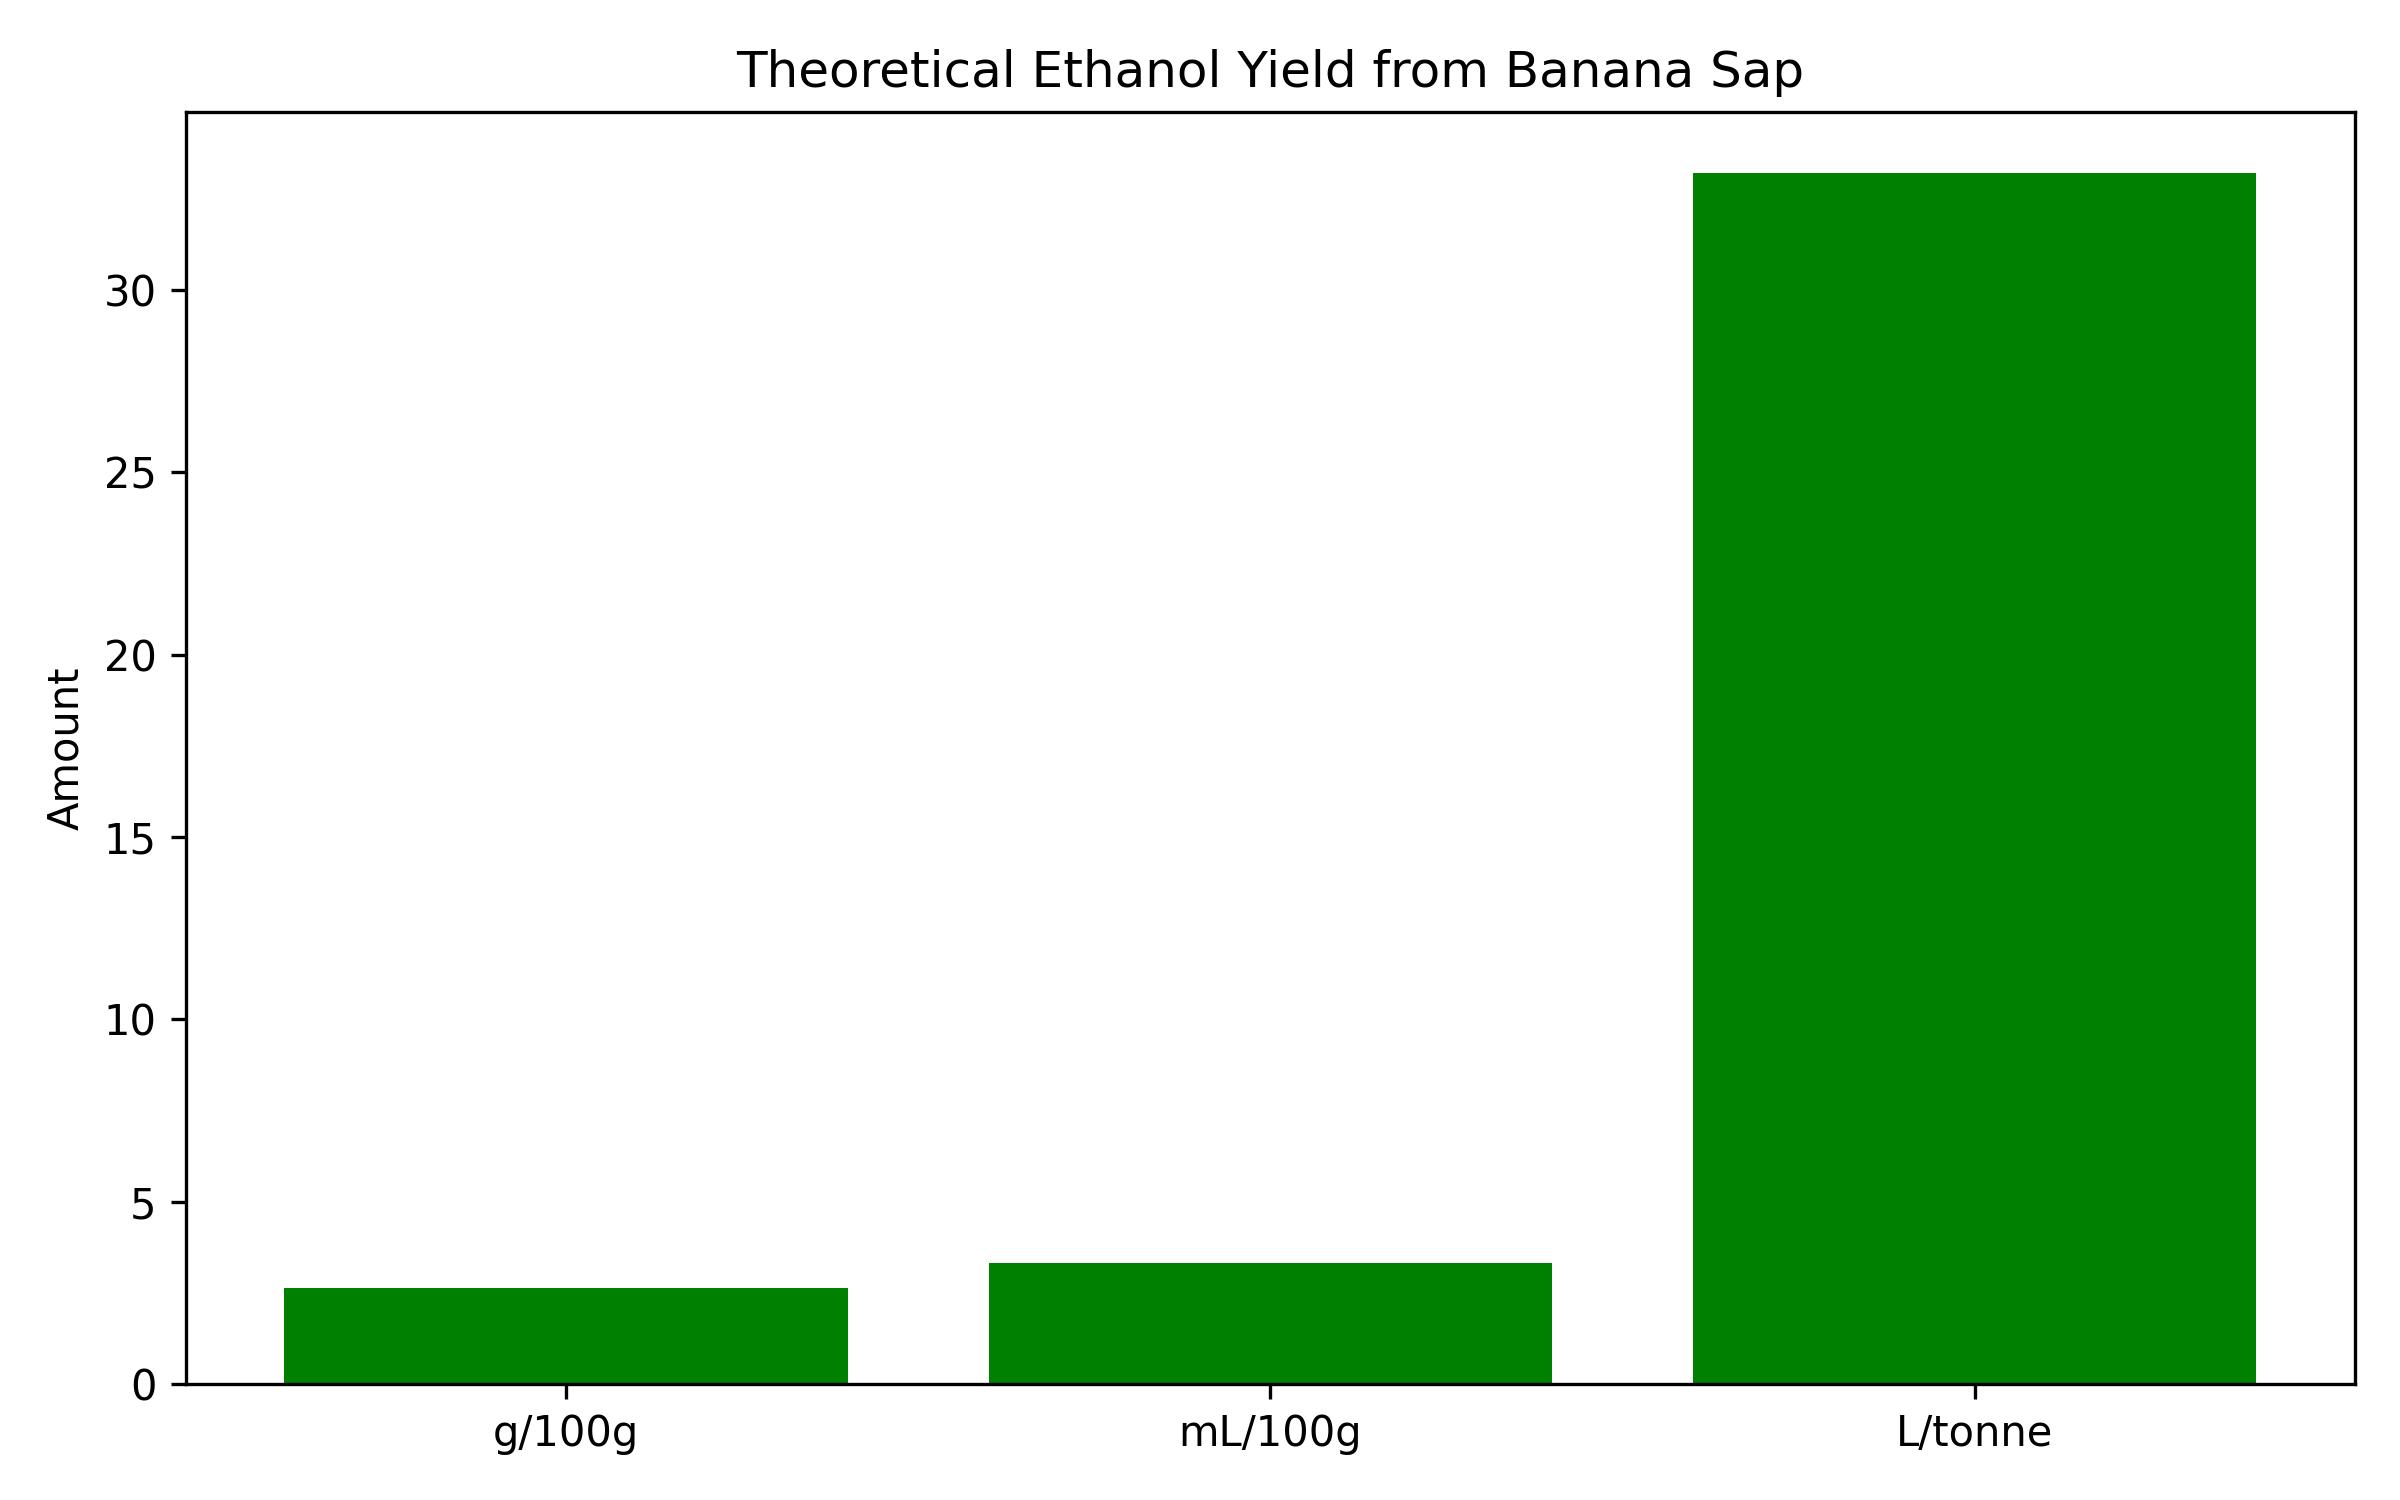 Theoretical Ethanol Yield from Banana Sap
Amount
30
25
20
15
10
5
0
g/100g
mL/100g
L/tonne